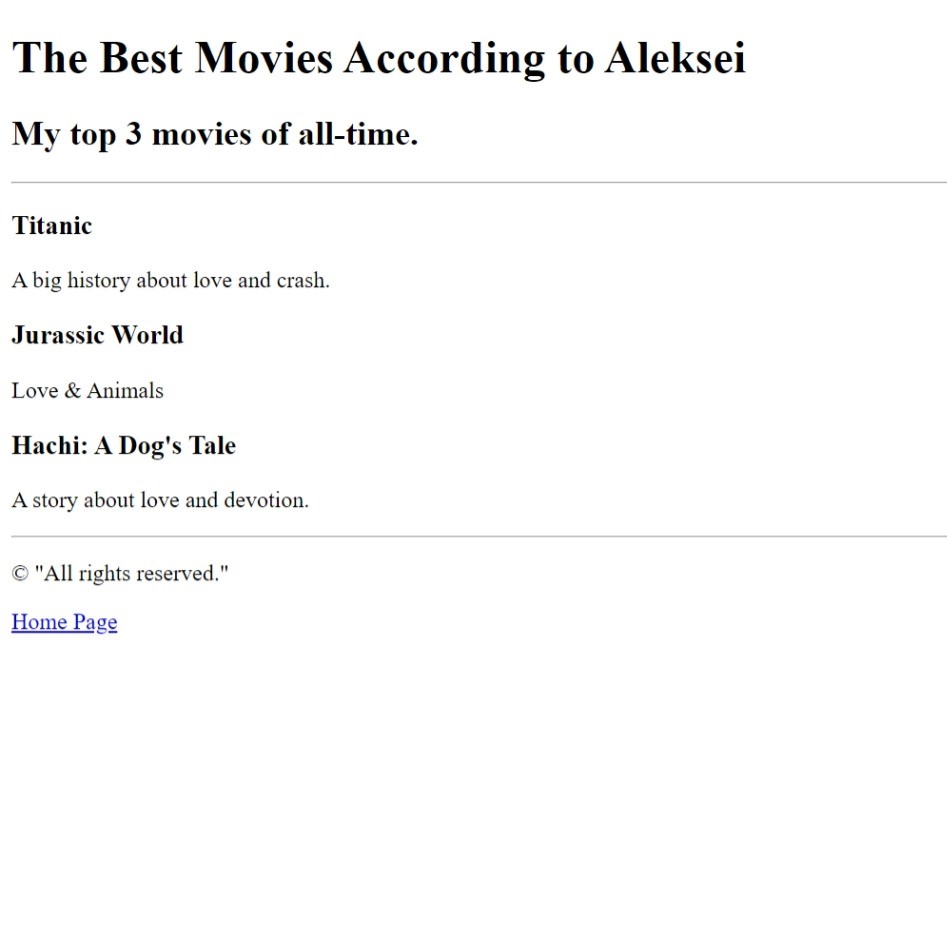 The Best Movies According to Aleksei
My top 3 movies of all-time.
Titanic
A big history about love and crash.
Jurassic World
Love & Animals
Hachi: A Dog's Tale
A story about love and devotion.
© "All rights reserved."
Home Page